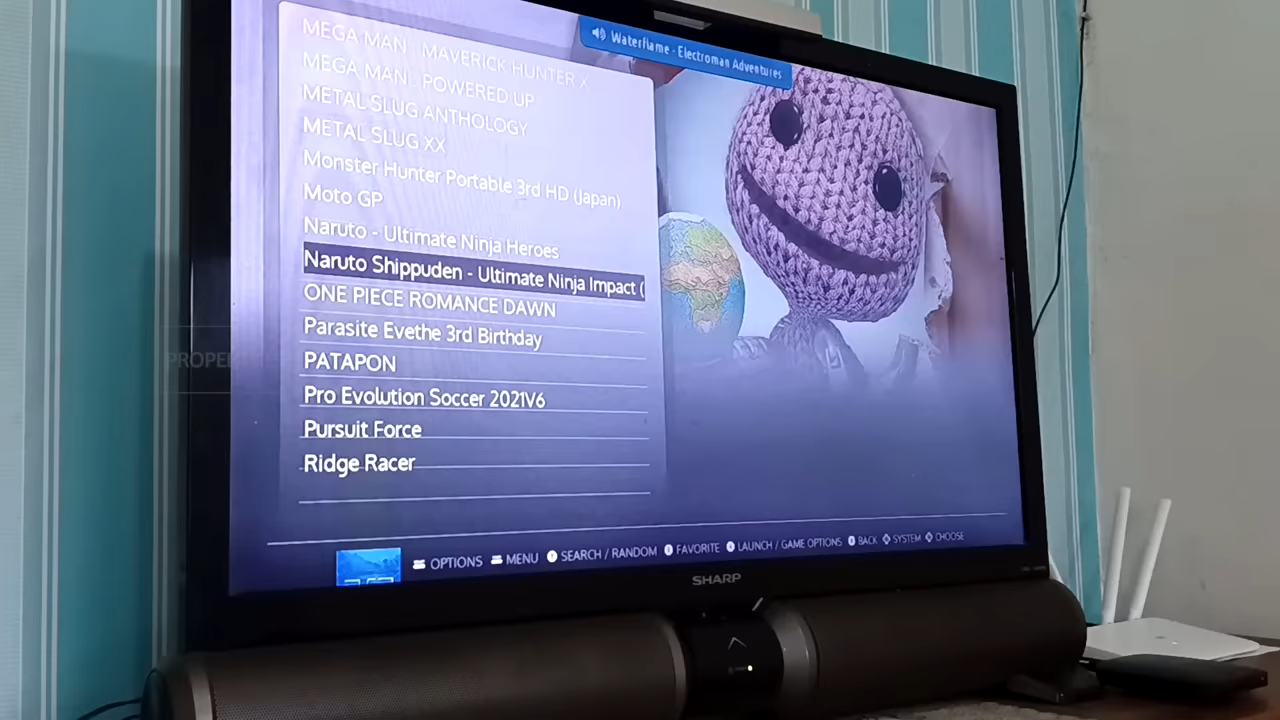 Waterflame - Electroman Adventures
MEGA MAN : MAVERICK HUNTER X
MEGA MAN : POWERED UP
METAL SLUG ANTHOLOGY
METAL SLUG XX
Monster Hunter Portable 3rd HD (Japan)
Moto GP
Naruto - Ultimate Ninja Heroes
Naruto Shippuden - Ultimate Ninja Impact (
ONE PIECE ROMANCE DAWN
Parasite Evethe 3rd Birthday
PATAPON
Pro Evolution Soccer 2021V6
Pursuit Force
Ridge Racer
OPTIONS MENU SEARCH / RANDOM FAVORITE LAUNCH / GAME OPTIONS BACK SYSTEM CHOOSE
SHARP